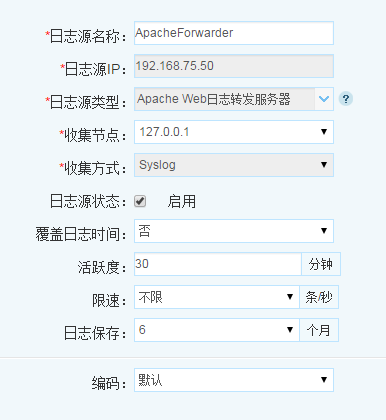 *日志源名称： ApacheForwarder
*日志源IP： 192.168.75.50
*日志源类型： Apache Web日志转发服务器 ?
*收集节点： 127.0.0.1
*收集方式： Syslog
日志源状态： 启用
覆盖日志时间： 否
活跃度： 30 分钟
限速： 不限 条/秒
日志保存： 6 个月
编码： 默认